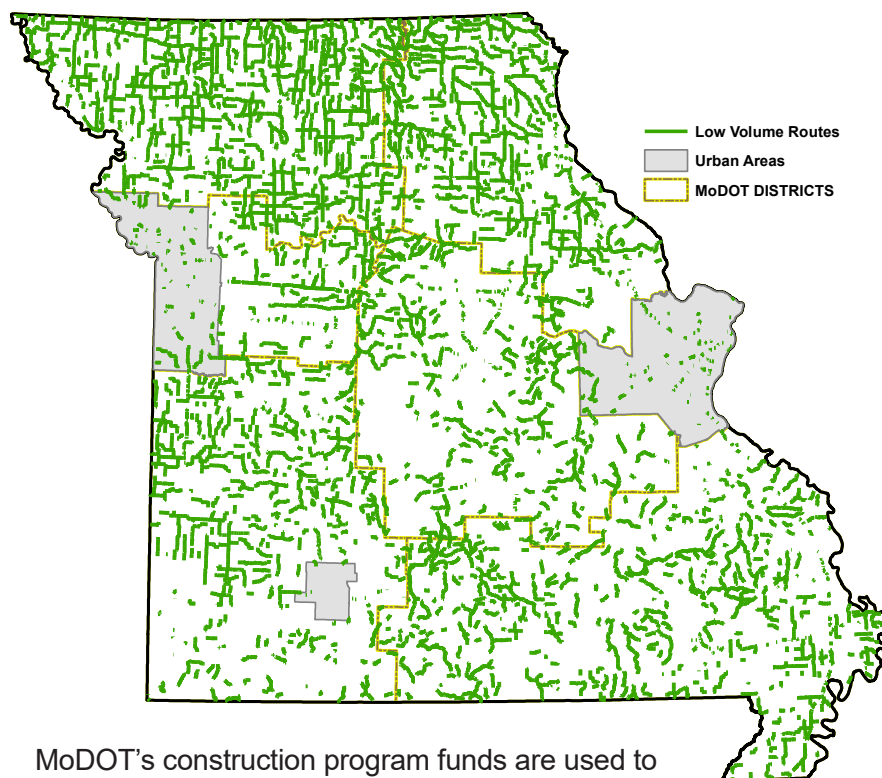 Low Volume Routes
Urban Areas
MoDOT DISTRICTS
MoDOT’s construction program funds are used to